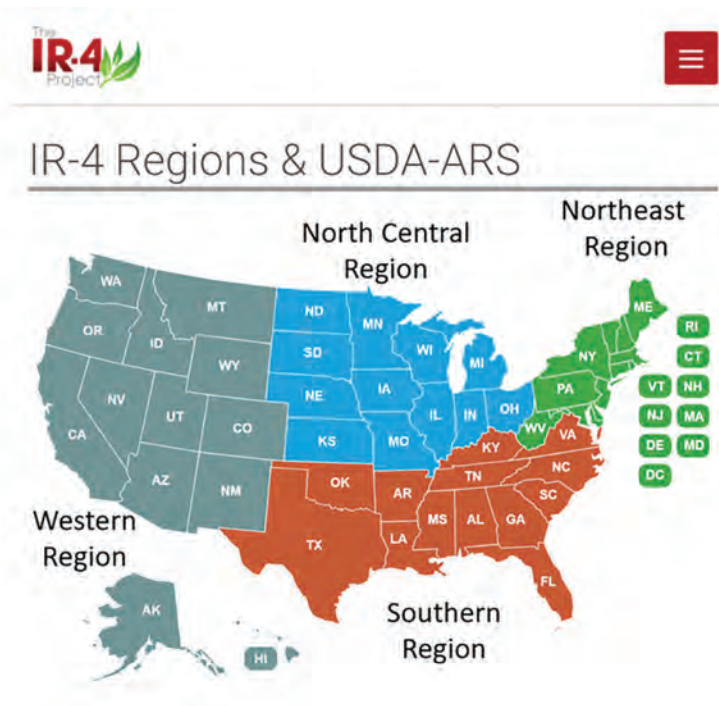 The
IR-4
Project
IR-4 Regions & USDA-ARS
Northeast
Region
North Central
Region
WA
MT
ND
MN
ME
RI
OR
ID
SD
WI
MI
NY
CT
WY
VT
NH
NE
IA
PA
NV
UT
CO
IL
IN
OH
NJ
MA
CA
KS
MO
WV
VA
KY
DE
MD
AZ
NM
OK
AR
TN
NC
DC
SC
MS
AL
GA
Western
Region
TX
LA
FL
AK
Southern
Region
HI